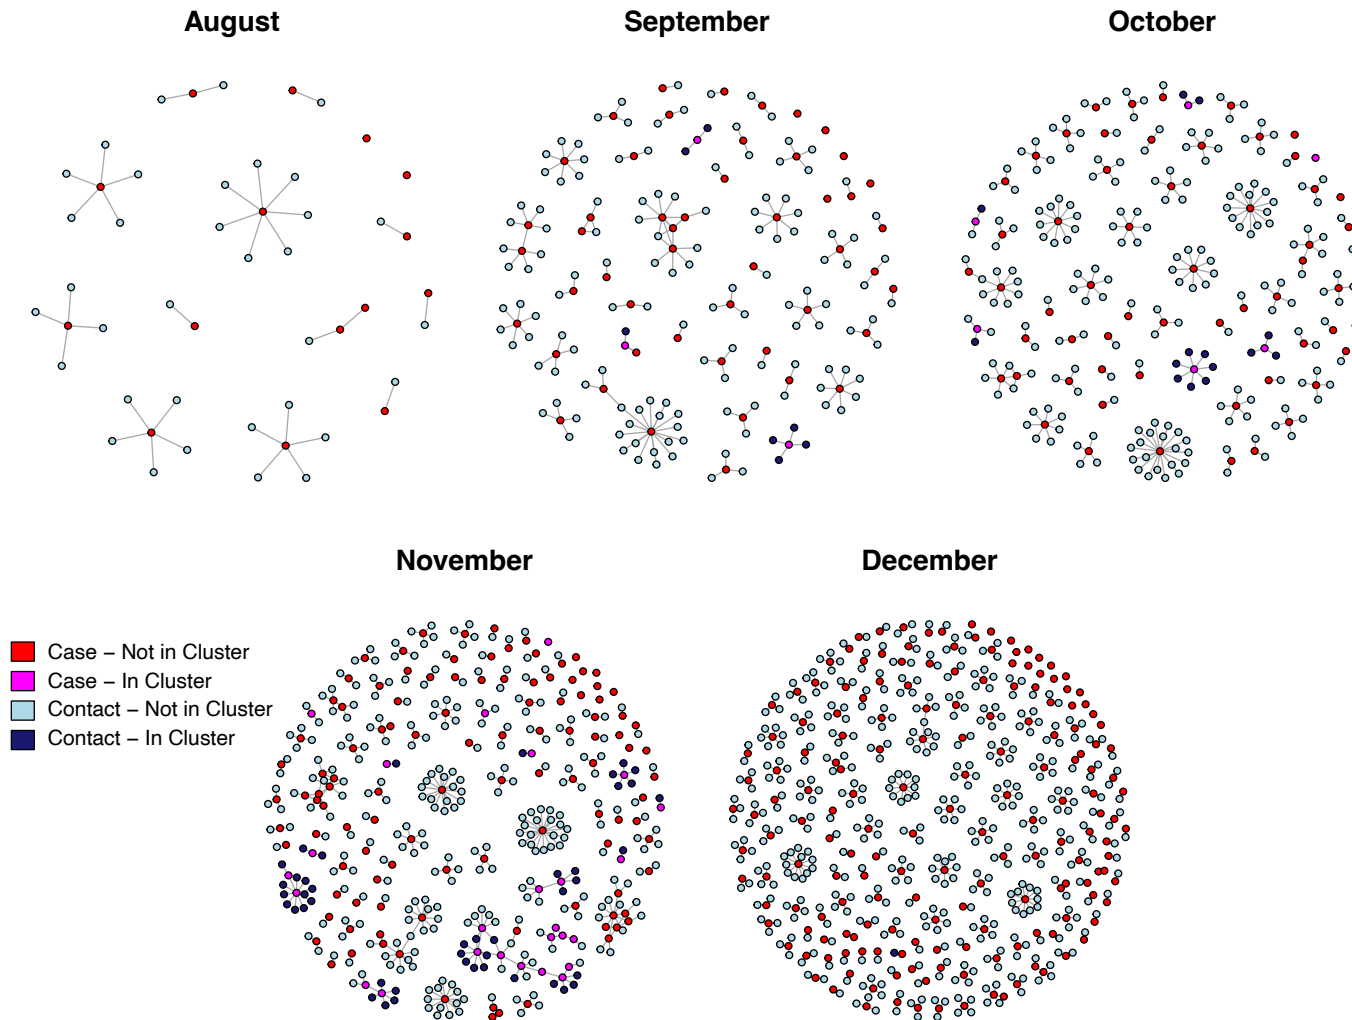 August
September
October
November
December
Case – Not in Cluster
Case – In Cluster
Contact – Not in Cluster
Contact – In Cluster